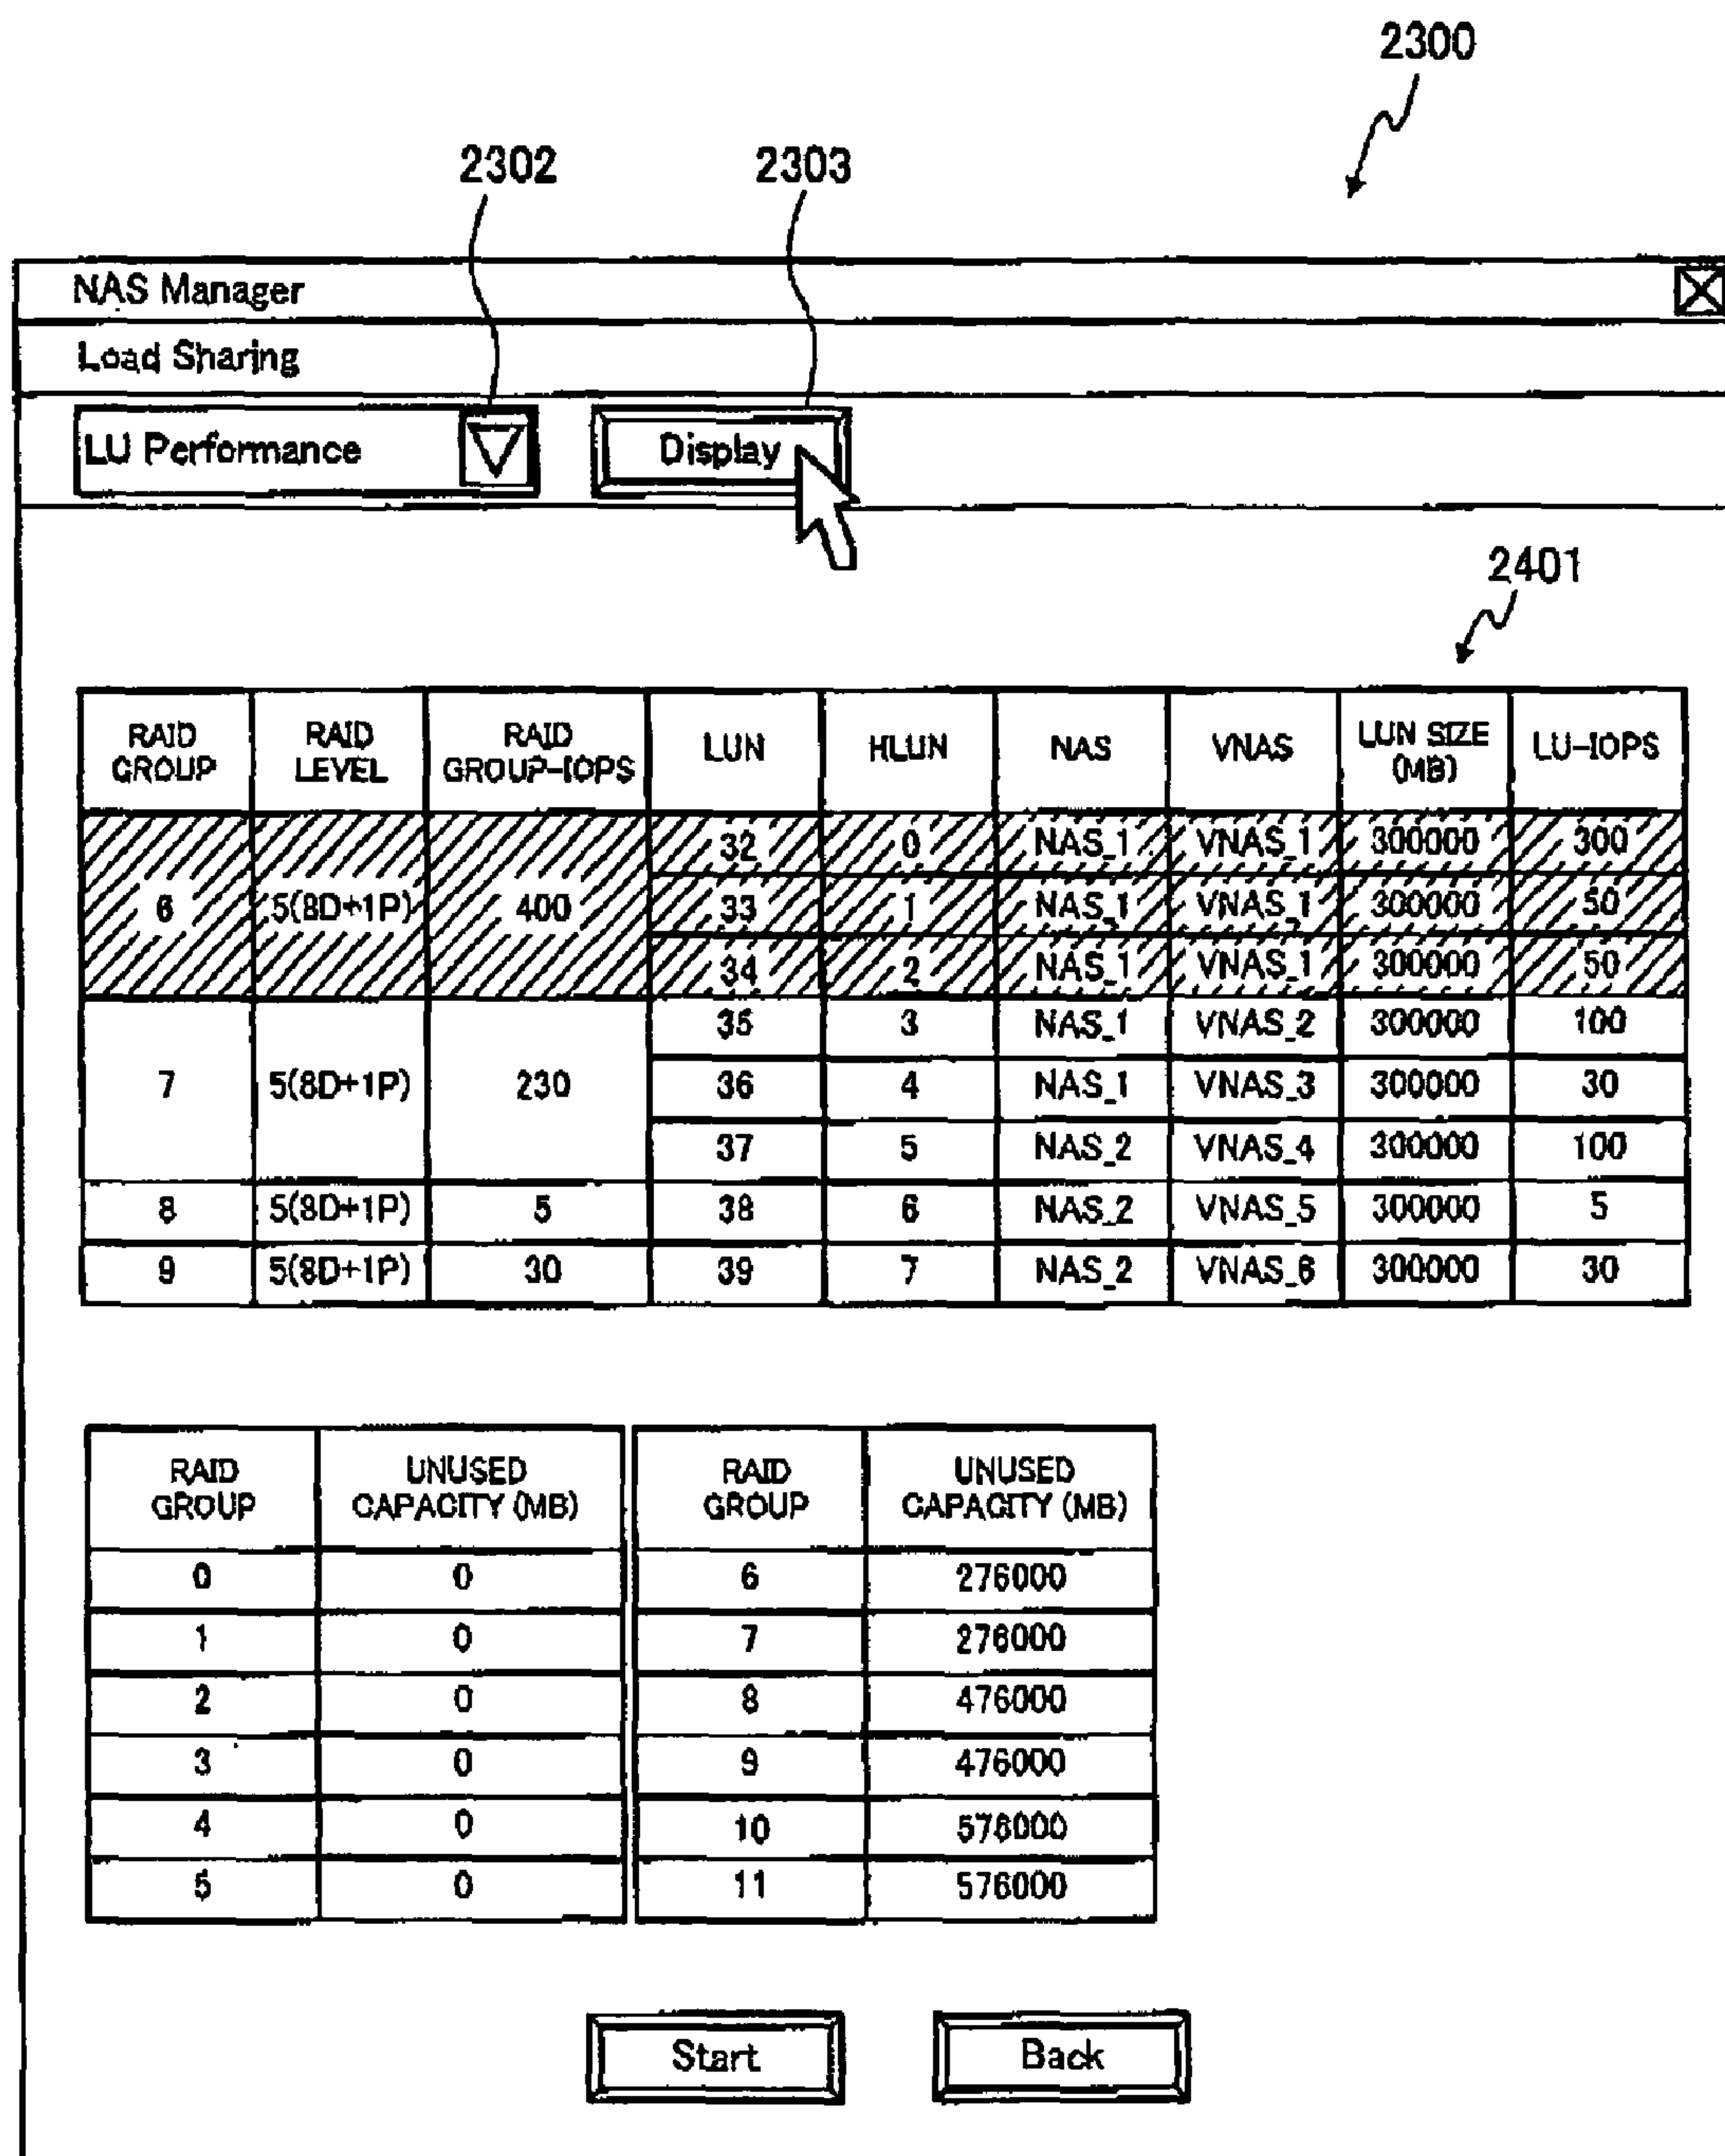 2300
2302 2303
NAS Manager
Load Sharing
LU Performance Display
2401
RAID GROUP RAID LEVEL RAID GROUP-IOPS LUN HLUN NAS VNAS LUN SIZE (MB) LU-IOPS
6 5(8D+1P) 400 32 0 NAS_1 VNAS_1 300000 300
33 1 NAS_1 VNAS_1 300000 50
34 2 NAS_1 VNAS_1 300000 50
7 5(8D+1P) 230 35 3 NAS_1 VNAS_2 300000 100
36 4 NAS_1 VNAS_3 300000 30
37 5 NAS_2 VNAS_4 300000 100
8 5(8D+1P) 5 38 6 NAS_2 VNAS_5 300000 5
9 5(8D+1P) 30 39 7 NAS_2 VNAS_6 300000 30
RAID GROUP UNUSED CAPACITY (MB) RAID GROUP UNUSED CAPACITY (MB)
0 0 6 276000
1 0 7 276000
2 0 8 476000
3 0 9 476000
4 0 10 576000
5 0 11 576000
Start Back